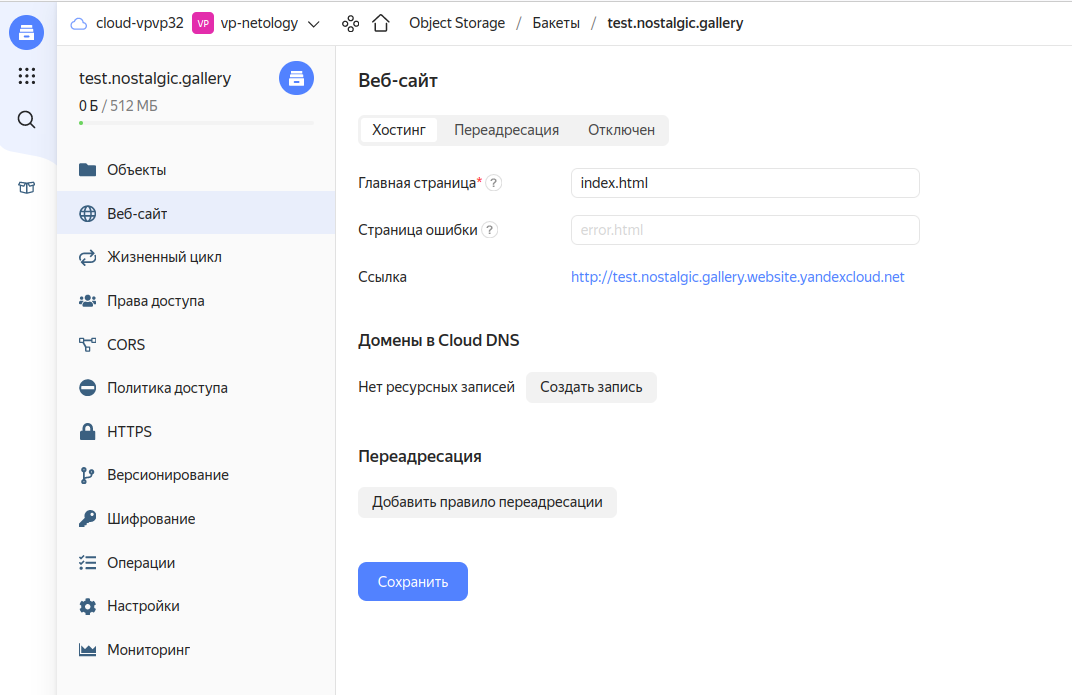 cloud-vpvp32 VP vp-netology Object Storage / Бакеты / test.nostalgic.gallery
test.nostalgic.gallery
0 Б / 512 МБ
Объекты
Веб-сайт
Жизненный цикл
Права доступа
CORS
Политика доступа
HTTPS
Версионирование
Шифрование
Операции
Настройки
Мониторинг
Веб-сайт
Хостинг Переадресация Отключен
Главная страница* ? index.html
Страница ошибки ? error.html
Ссылка http://test.nostalgic.gallery.website.yandexcloud.net
Домены в Cloud DNS
Нет ресурсных записей Создать запись
Переадресация
Добавить правило переадресации
Сохранить